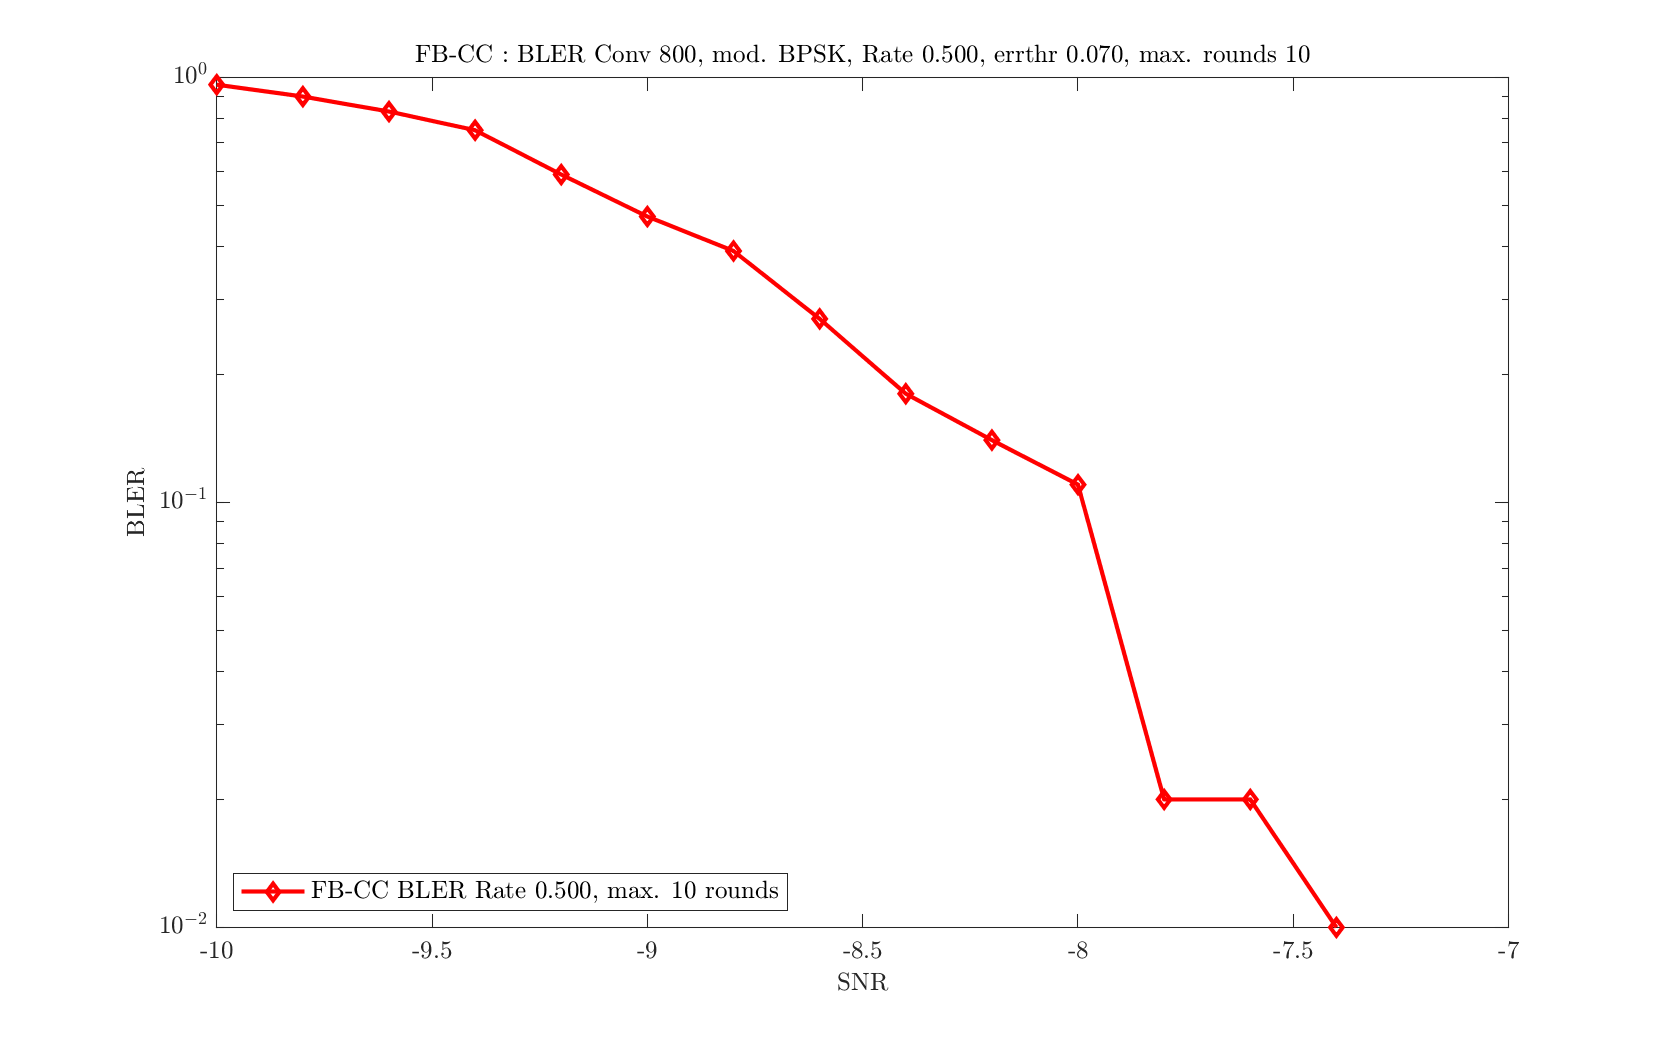 FB-CC : BLER Conv 800, mod. BPSK, Rate 0.500, errthr 0.070, max. rounds 10
10^0
10^{-1}
10^{-2}
BLER
FB-CC BLER Rate 0.500, max. 10 rounds
-10 -9.5 -9 -8.5 -8 -7.5 -7
SNR